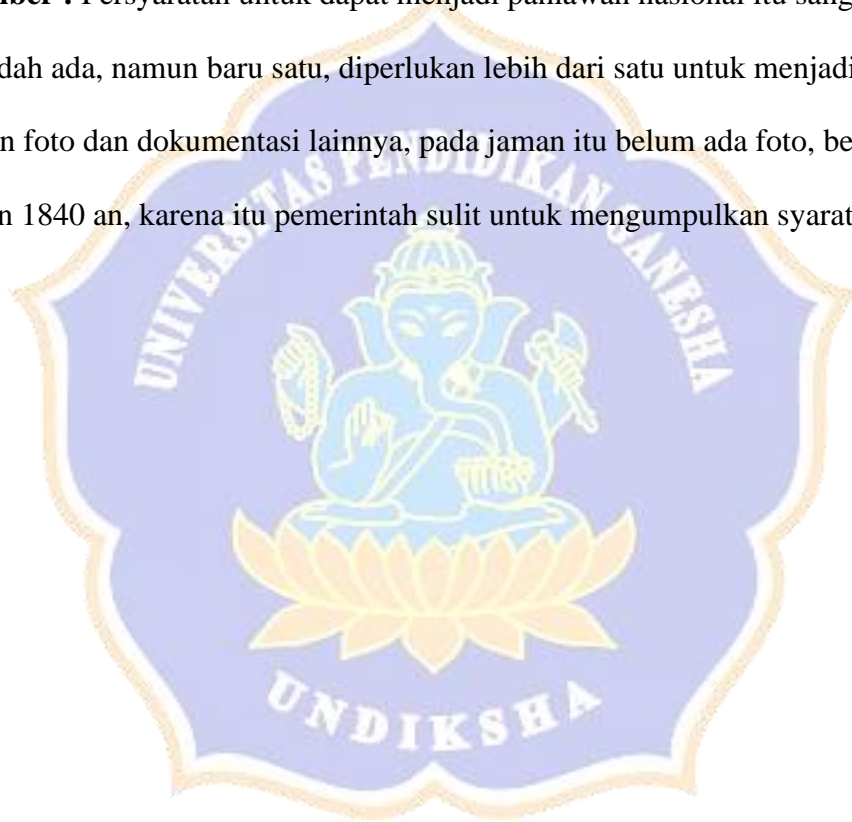 ber : Persyaratan untuk dapat menjadi pahlawan nasional itu sang
dah ada, namun baru satu, diperlukan lebih dari satu untuk menjadi
n foto dan dokumentasi lainnya, pada jaman itu belum ada foto, be
n 1840 an, karena itu pemerintah sulit untuk mengumpulkan syarat
UNIVERSITAS PENDIDIKAN GANESHA
UNDIKSHA